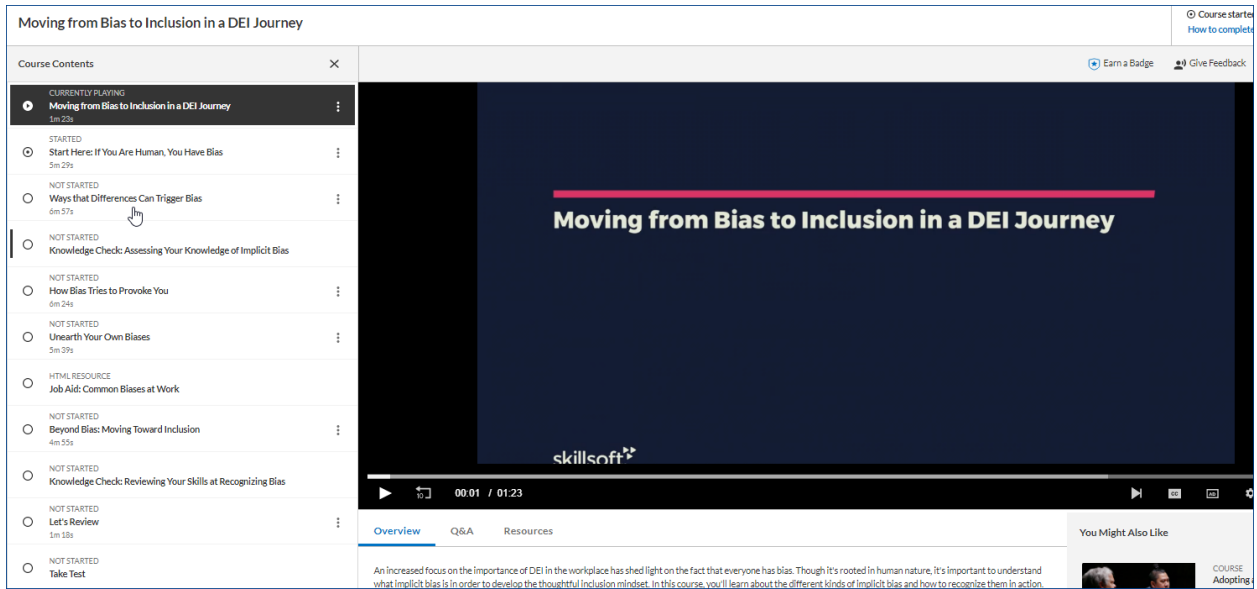 Moving from Bias to Inclusion in a DEI Journey
Course started
How to complete
Course Contents
Earn a Badge
Give Feedback
CURRENTLY PLAYING
Moving from Bias to Inclusion in a DEI Journey
1m 23s
STARTED
Start Here: If You Are Human, You Have Bias
5m 29s
NOT STARTED
Ways that Differences Can Trigger Bias
6m 57s
NOT STARTED
Knowledge Check: Assessing Your Knowledge of Implicit Bias
NOT STARTED
How Bias Tries to Provoke You
6m 24s
NOT STARTED
Unearth Your Own Biases
5m 39s
HTML RESOURCE
Job Aid: Common Biases at Work
NOT STARTED
Beyond Bias: Moving Toward Inclusion
4m 55s
NOT STARTED
Knowledge Check: Reviewing Your Skills at Recognizing Bias
NOT STARTED
Let's Review
1m 18s
NOT STARTED
Take Test
Moving from Bias to Inclusion in a DEI Journey
skillsoft
10
00:01 / 01:23
CC
AD
Overview
Q&A
Resources
You Might Also Like
An increased focus on the importance of DEI in the workplace has shed light on the fact that everyone has bias. Though it's rooted in human nature, it's important to understand
what implicit bias is in order to develop the thoughtful inclusion mindset. In this course, you'll learn about the different kinds of implicit bias and how to recognize them in action.
COURSE
Adopting a